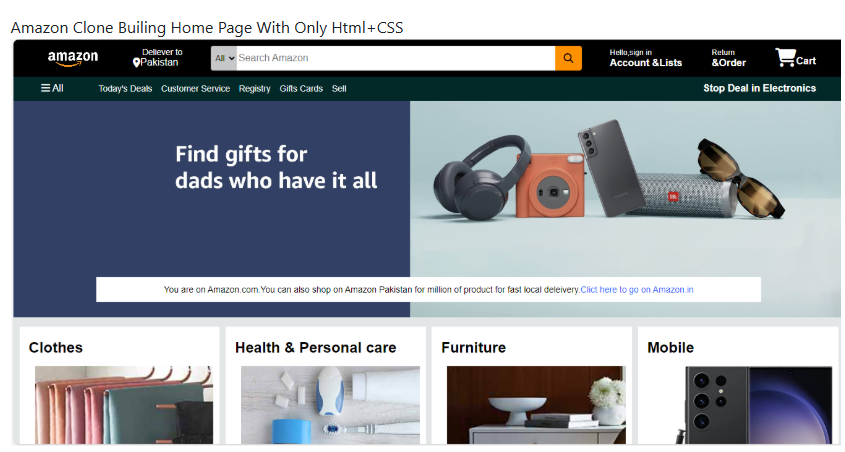 Amazon Clone Builing Home Page With Only Html+CSS
amazon
Deliever to
Pakistan
All
Search Amazon
Hello,sign in
Account &Lists
Return
&Order
Cart
All
Today's Deals Customer Service Registry Gifts Cards Sell
Stop Deal in Electronics
Find gifts for
dads who have it all
JBL
You are on Amazon.com.You can also shop on Amazon Pakistan for million of product for fast local deleivery.Clict here to go on Amazon.in
Clothes
Health & Personal care
Furniture
Mobile